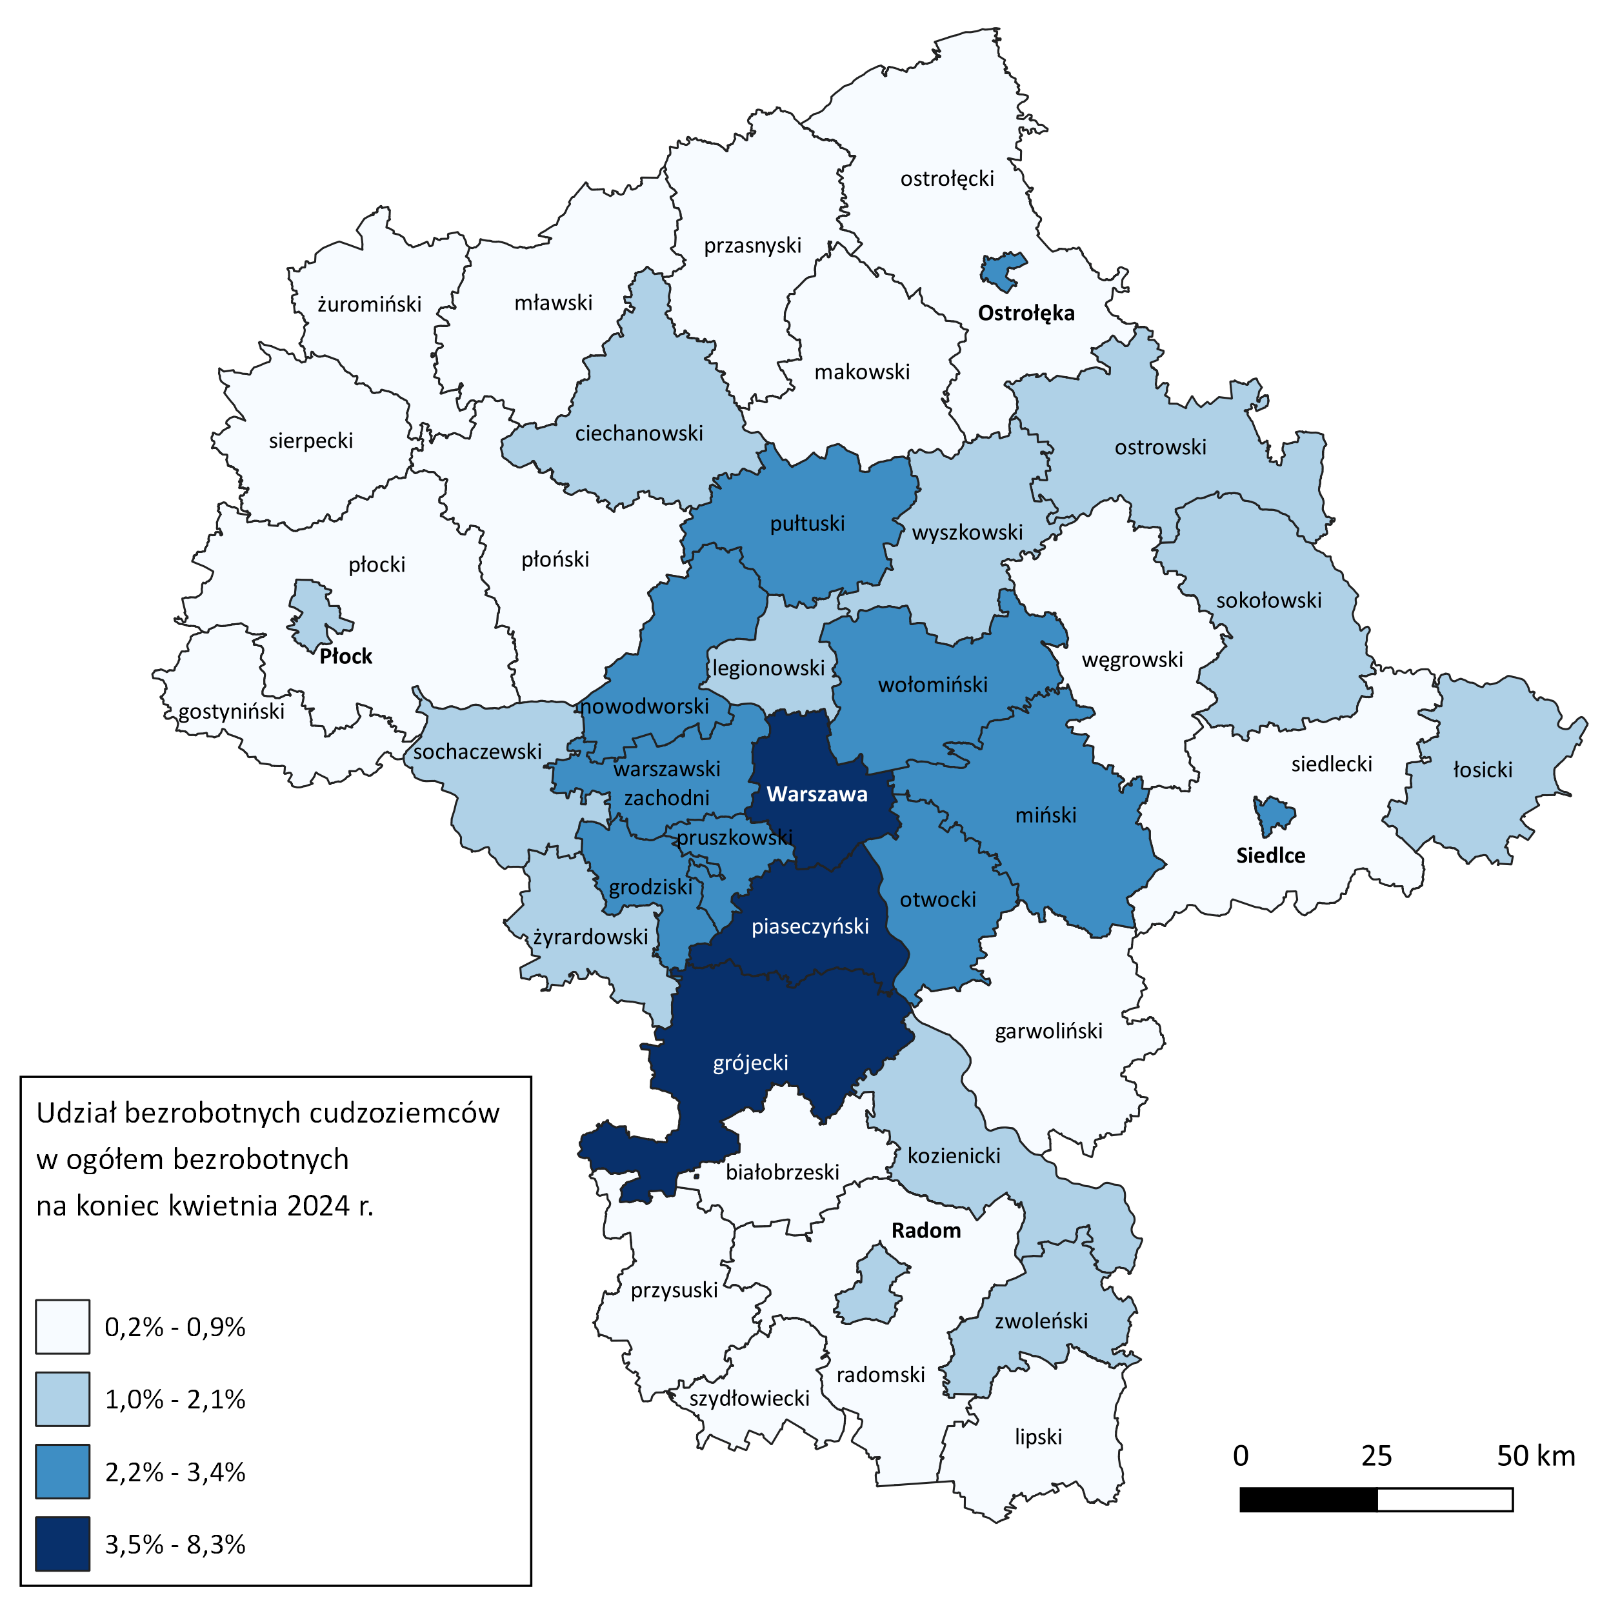 ostrołęcki
przasnyski
żuromiński
mławski
Ostrołęka
makowski
sierpecki
ciechanowski
ostrowski
pułtuski
wyszkowski
płocki
płoński
sokołowski
Płock
węgrowski
legionowski
wołomiński
gostyniński
nowodworski
sochaczewski
siedlecki
łosicki
warszawski
zachodni
Warszawa
miński
pruszkowski
Siedlce
grodziski
otwocki
piaseczyński
żyrardowski
garwoliński
grójecki
kozienicki
białobrzeski
Radom
przysuski
zwoleński
radomski
szydłowiecki
lipski
Udział bezrobotnych cudzoziemców
w ogółem bezrobotnych
na koniec kwietnia 2024 r.
0,2% - 0,9%
1,0% - 2,1%
2,2% - 3,4%
3,5% - 8,3%
0 25 50 km